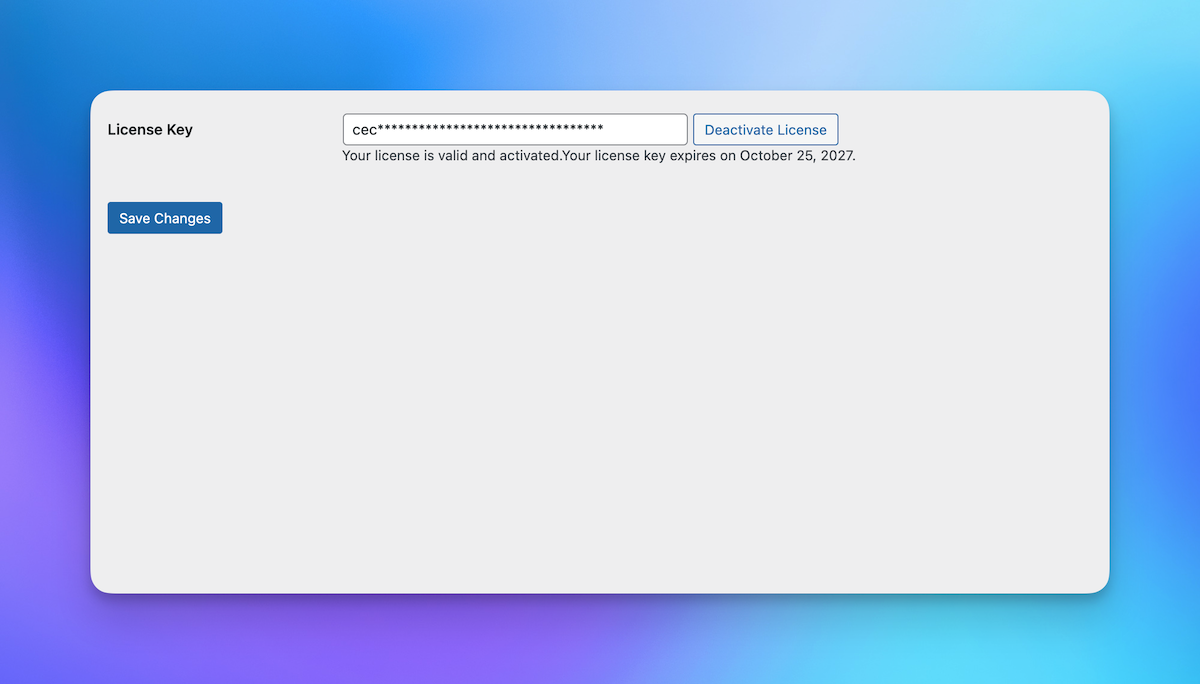 License Key
cec*********************************
Deactivate License
Your license is valid and activated.Your license key expires on October 25, 2027.
Save Changes